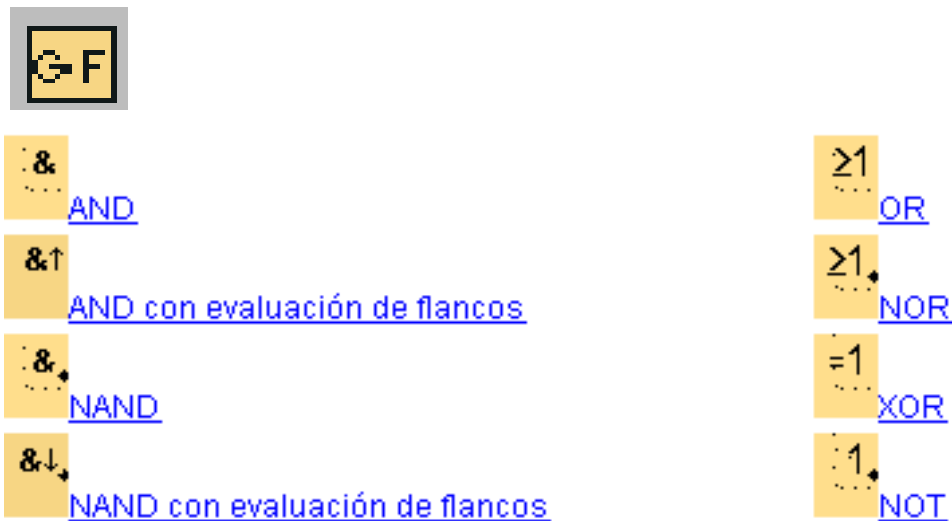 GF
& ≥1
AND OR
&↑ ≥1
AND con evaluación de flancos NOR
& =1
NAND XOR
&↓ 1
NAND con evaluación de flancos NOT